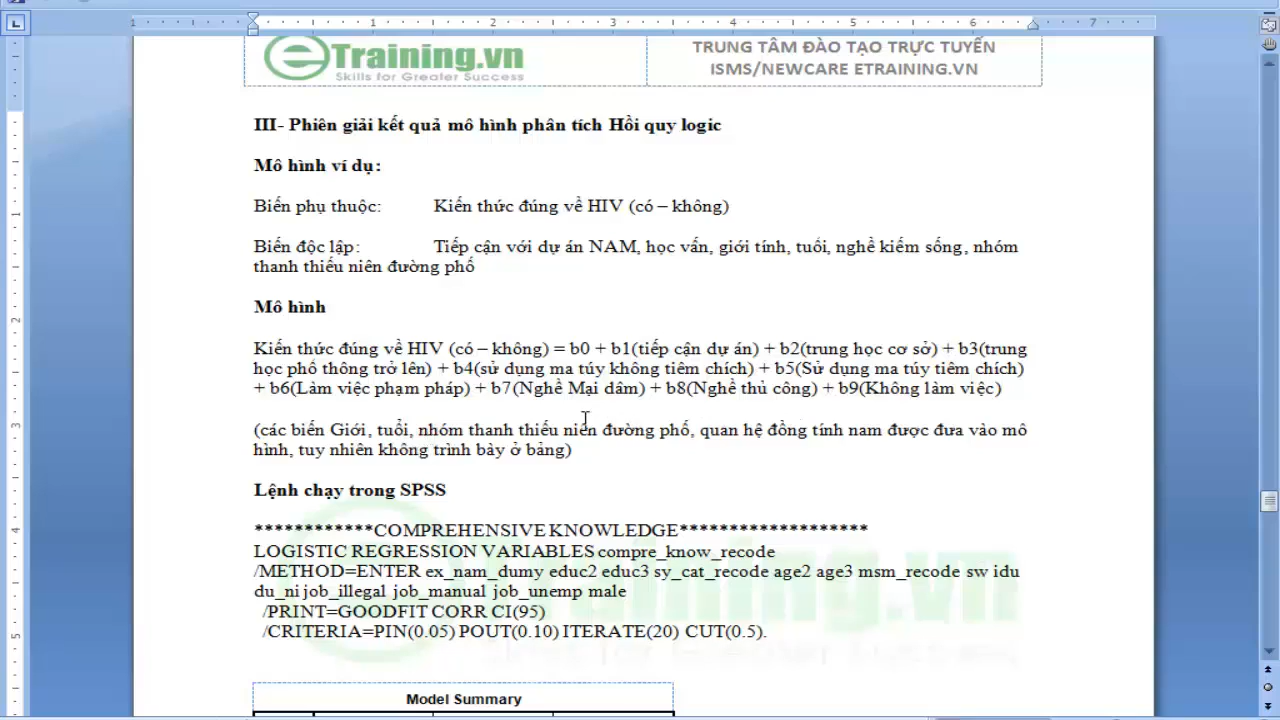 eTraining.vn
Skills for Greater Success
TRUNG TÂM ĐÀO TẠO TRỰC TUYẾN
ISMS/NEWCARE ETRAINING.VN
III- Phiên giải kết quả mô hình phân tích Hồi quy logic
Mô hình ví dụ:
Biến phụ thuộc: Kiến thức đúng về HIV (có – không)
Biến độc lập: Tiếp cận với dự án NAM, học vấn, giới tính, tuổi, nghề kiếm sống, nhóm
thanh thiếu niên đường phố
Mô hình
Kiến thức đúng về HIV (có – không) = b0 + b1(tiếp cận dự án) + b2(trung học cơ sở) + b3(trung
học phổ thông trở lên) + b4(sử dụng ma túy không tiêm chích) + b5(Sử dụng ma túy tiêm chích)
+ b6(Làm việc phạm pháp) + b7(Nghề Mại dâm) + b8(Nghề thủ công) + b9(Không làm việc)
(các biến Giới, tuổi, nhóm thanh thiếu niên đường phố, quan hệ đồng tính nam được đưa vào mô
hình, tuy nhiên không trình bày ở bảng)
Lệnh chạy trong SPSS
************COMPREHENSIVE KNOWLEDGE*******************
LOGISTIC REGRESSION VARIABLES compre_know_recode
/METHOD=ENTER ex_nam_dumy educ2 educ3 sy_cat_recode age2 age3 msm_recode sw idu
du_ni job_illegal job_manual job_unemp male
/PRINT=GOODFIT CORR CI(95)
/CRITERIA=PIN(0.05) POUT(0.10) ITERATE(20) CUT(0.5).
Model Summary